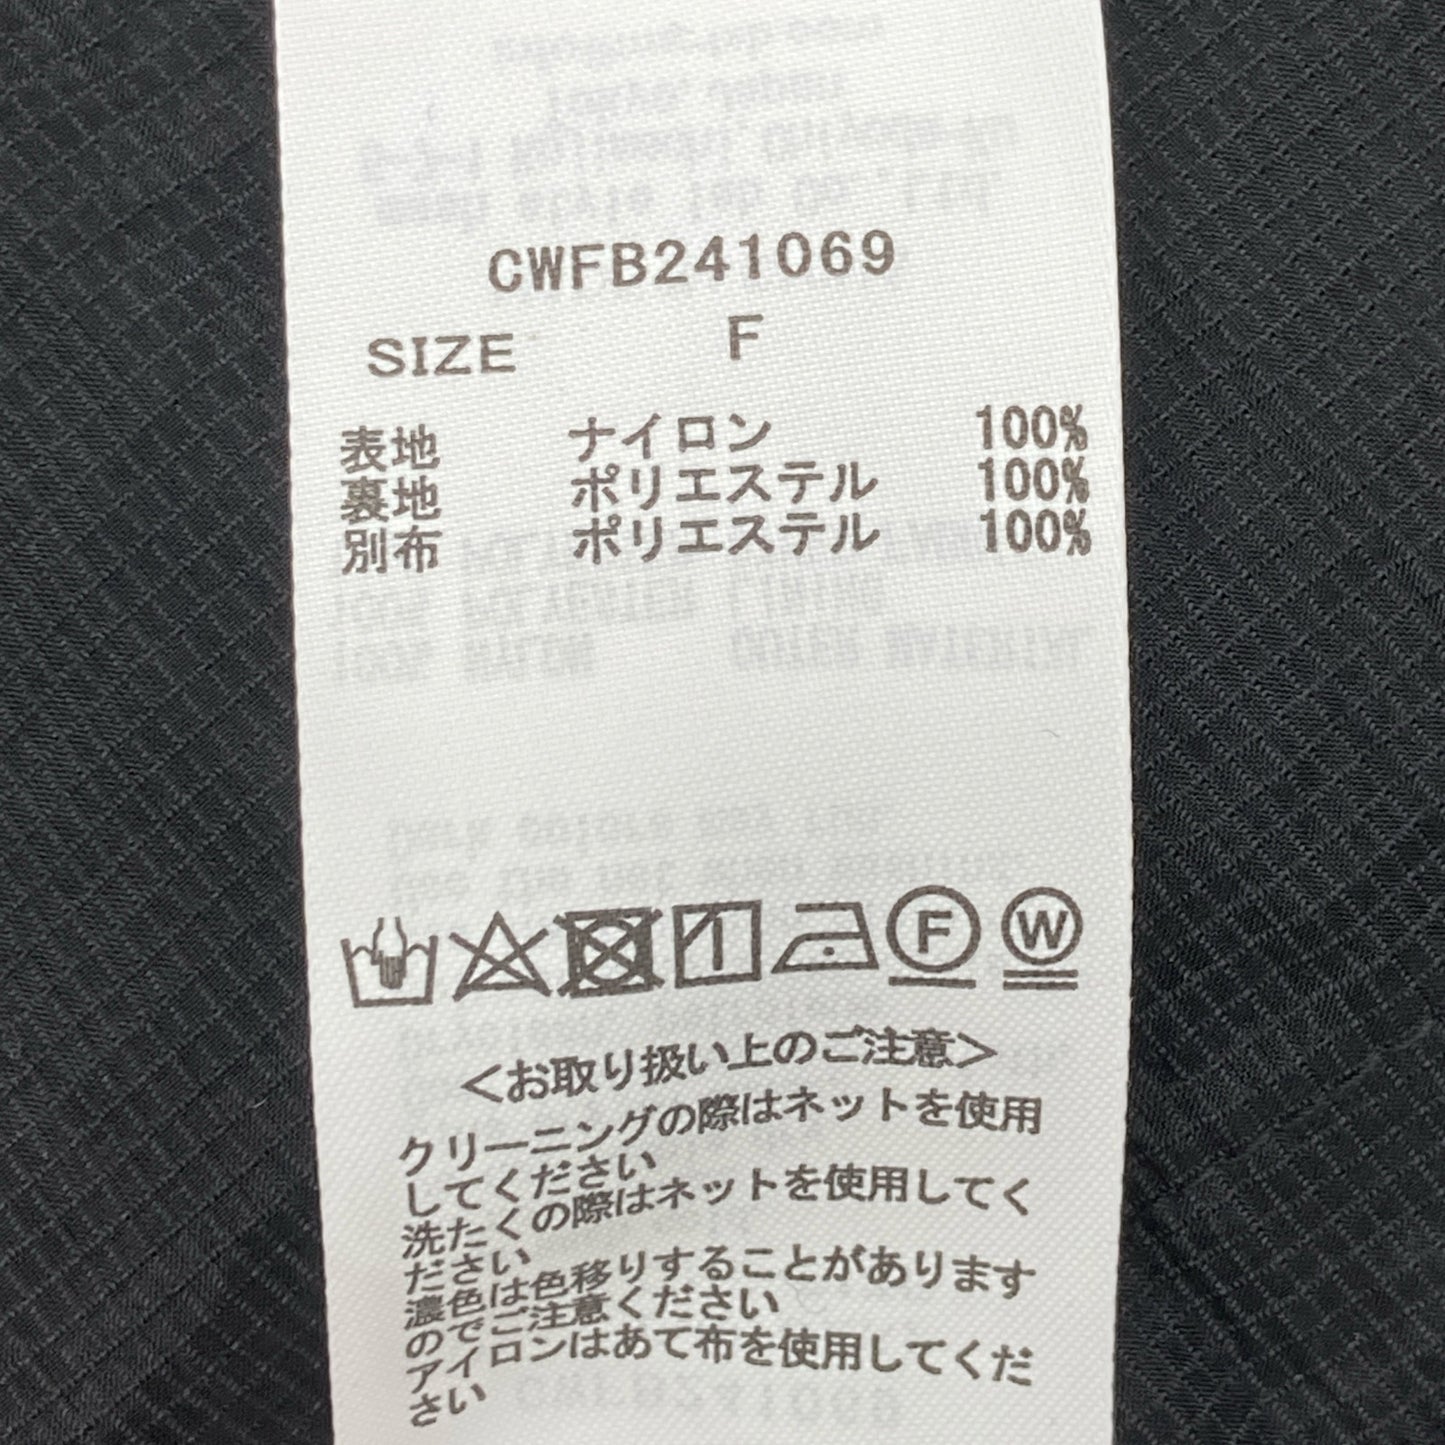 CWFB241069
SIZE F
表地 ナイロン 100%
裏地 ポリエステル 100%
別布 ポリエステル 100%
F W
<お取り扱い上のご注意>
クリーニングの際はネットを使用
してください
洗たくの際はネットを使用してく
ださい
濃色は色移りすることがあります
のでご注意ください
アイロンはあて布を使用してくだ
さい